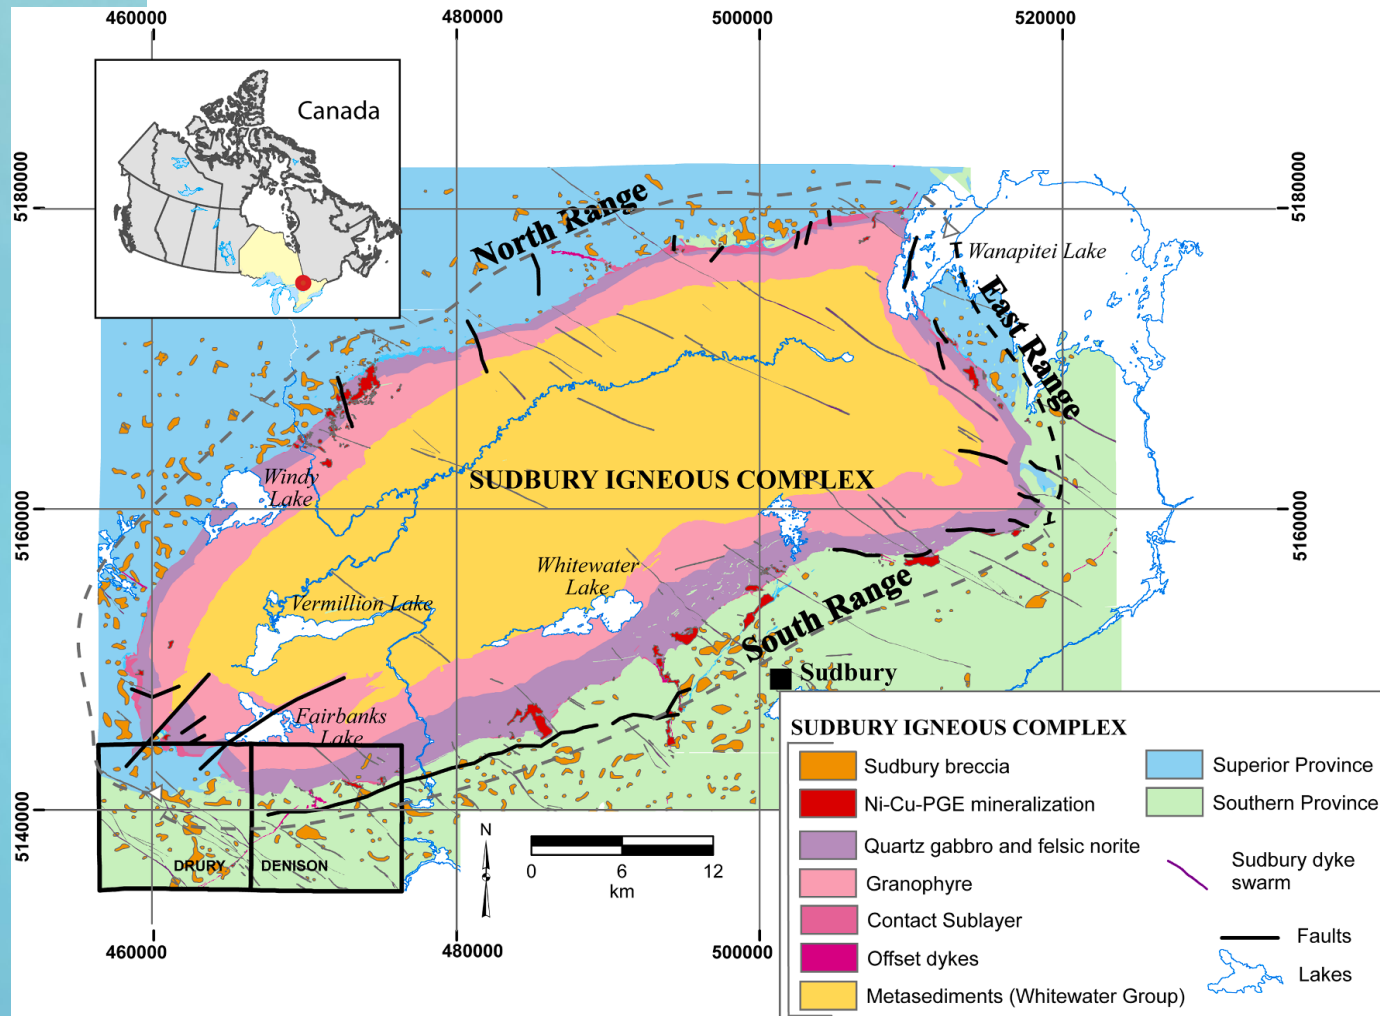 460000
480000
500000
520000
Canada
5180000
5180000
North Range
Wanapitei Lake
East Range
Windy
Lake
SUDBURY IGNEOUS COMPLEX
5160000
5160000
Whitewater
Lake
Vermillion Lake
South Range
Sudbury
Fairbanks
Lake
5140000
DRURY
DENISON
N
0
6
12
km
460000
480000
500000
SUDBURY IGNEOUS COMPLEX
Sudbury breccia
Ni-Cu-PGE mineralization
Quartz gabbro and felsic norite
Granophyre
Contact Sublayer
Offset dykes
Metasediments (Whitewater Group)
Superior Province
Southern Province
Sudbury dyke
swarm
Faults
Lakes